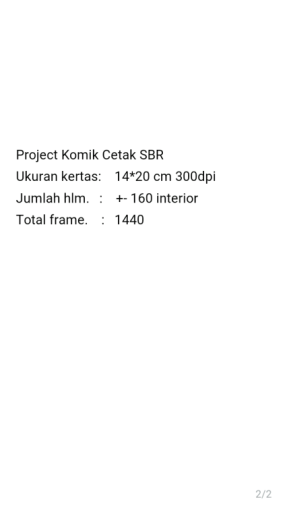 Project Komik Cetak SBR
Ukuran kertas: 14*20 cm 300dpi
Jumlah hlm. : +- 160 interior
Total frame. : 1440
2/2